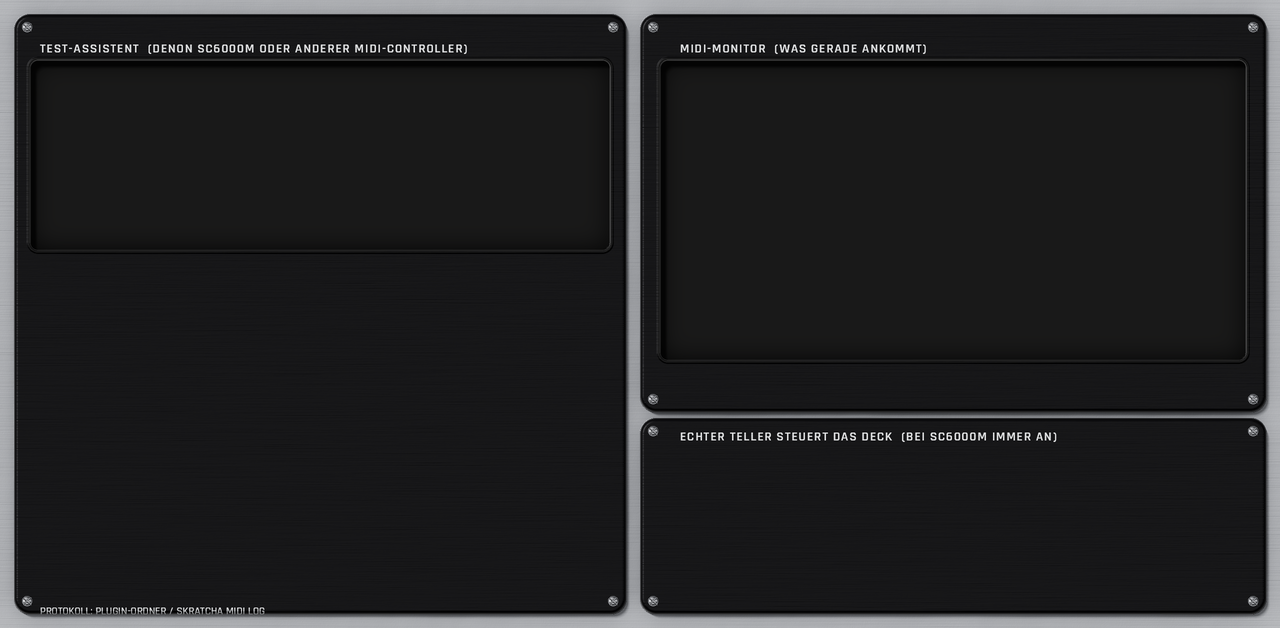 TEST-ASSISTENT (DENON SC6000M ODER ANDERER MIDI-CONTROLLER)
MIDI-MONITOR (WAS GERADE ANKOMMT)
ECHTER TELLER STEUERT DAS DECK (BEI SC6000M IMMER AN)
PROTOKOLL: PLUGIN-ORDNER / SKRATCHA MIDI.LOG